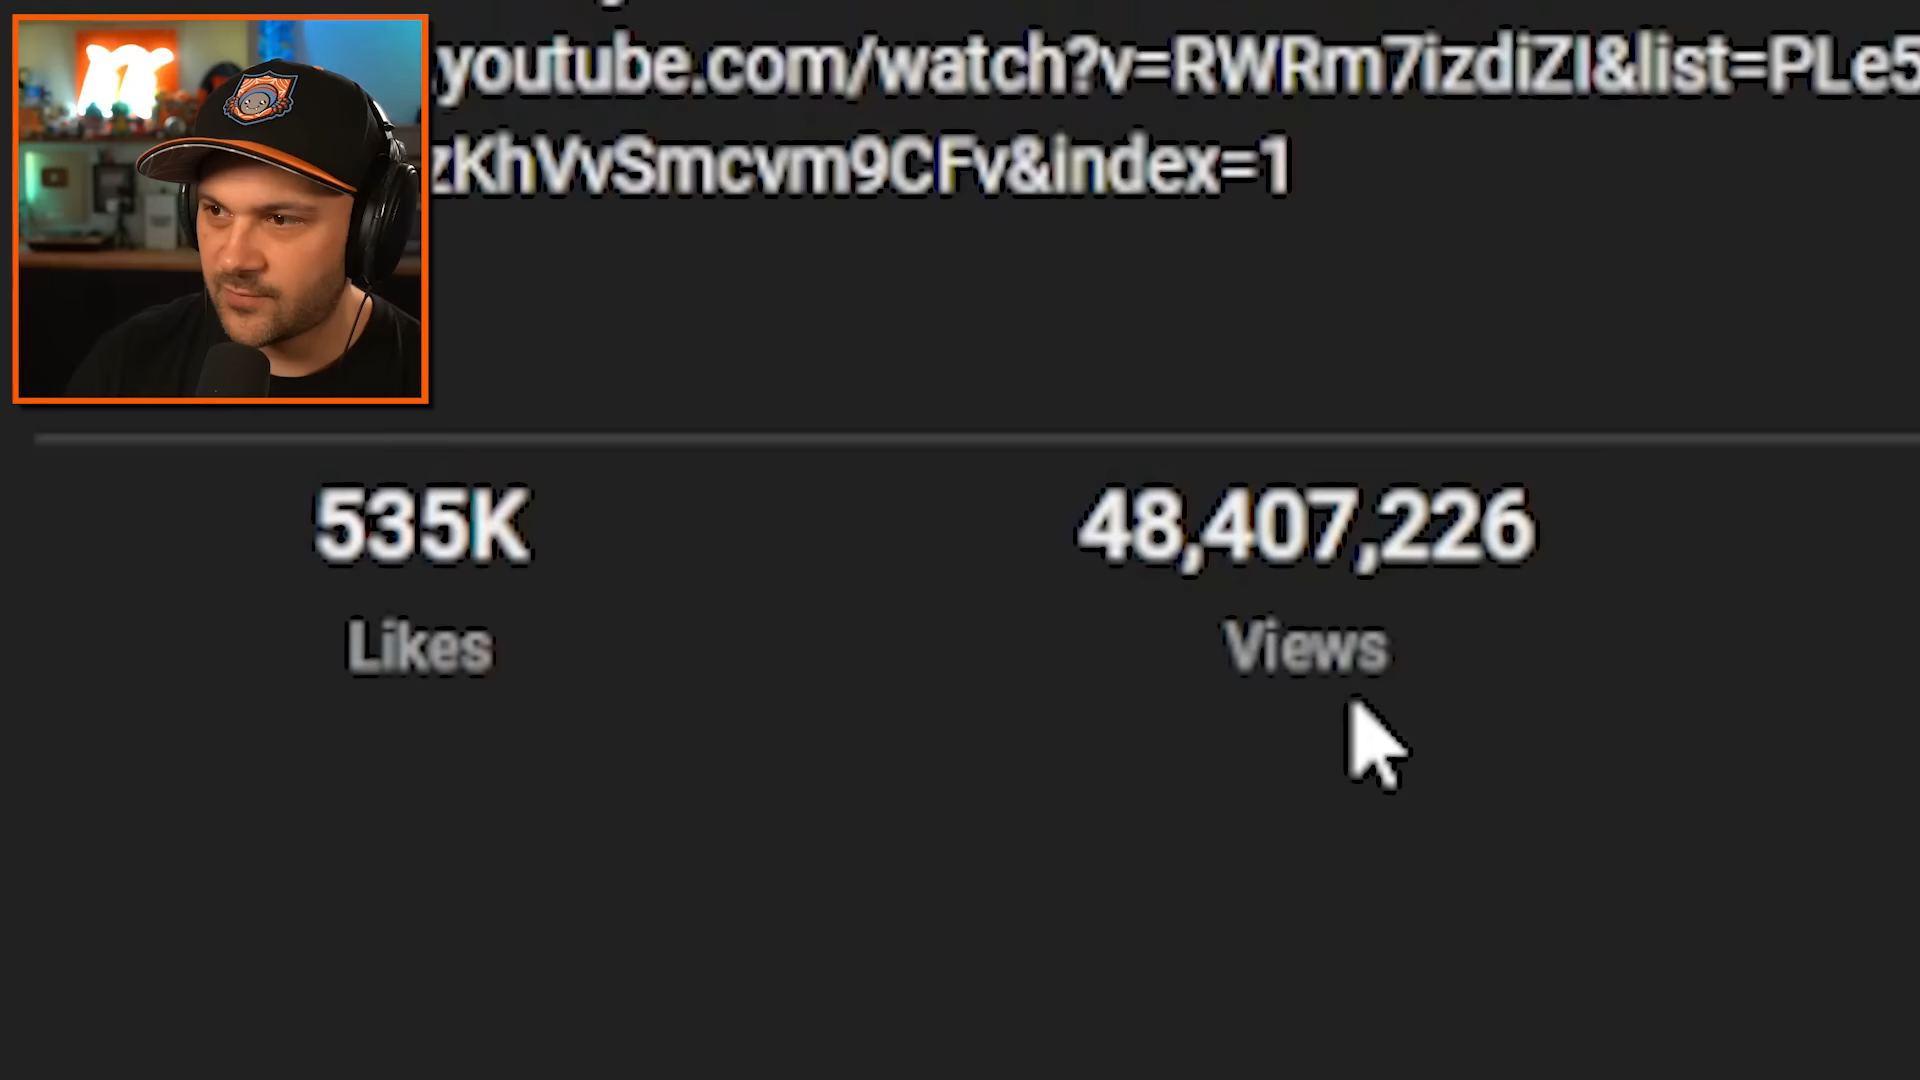 youtube.com/watch?v=RWRm7izdiZI&list=PLe5
zKhVvSmcvm9CFv&index=1
535K
48,407,226
Likes
Views